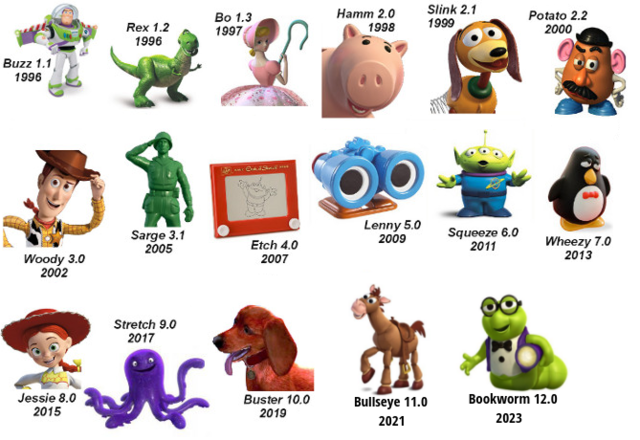 Buzz 1.1
1996
Rex 1.2
1996
Bo 1.3
1997
Hamm 2.0
1998
Slink 2.1
1999
Potato 2.2
2000
Woody 3.0
2002
Sarge 3.1
2005
Etch 4.0
2007
Lenny 5.0
2009
Squeeze 6.0
2011
Wheezy 7.0
2013
Jessie 8.0
2015
Stretch 9.0
2017
Buster 10.0
2019
Bullseye 11.0
2021
Bookworm 12.0
2023